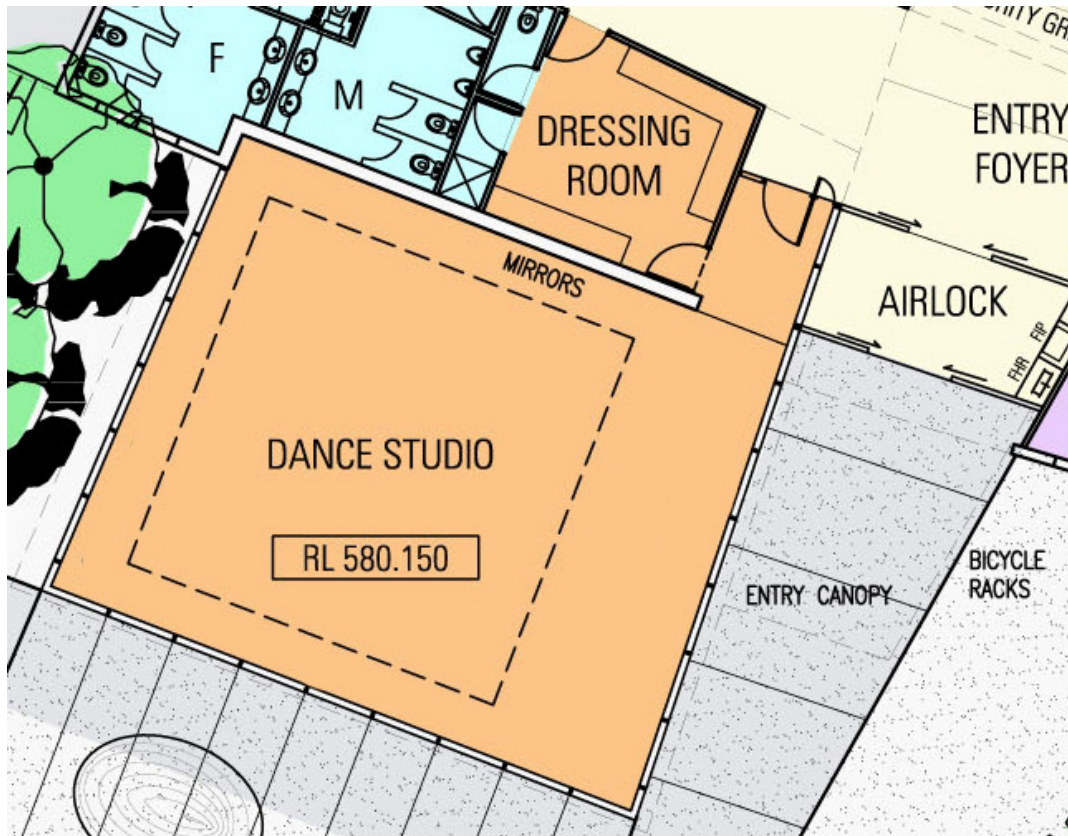 F
M
DRESSING
ROOM
ENTRY
FOYER
MIRRORS
AIRLOCK
FIP
FHR
DANCE STUDIO
RL 580.150
ENTRY CANOPY
BICYCLE
RACKS